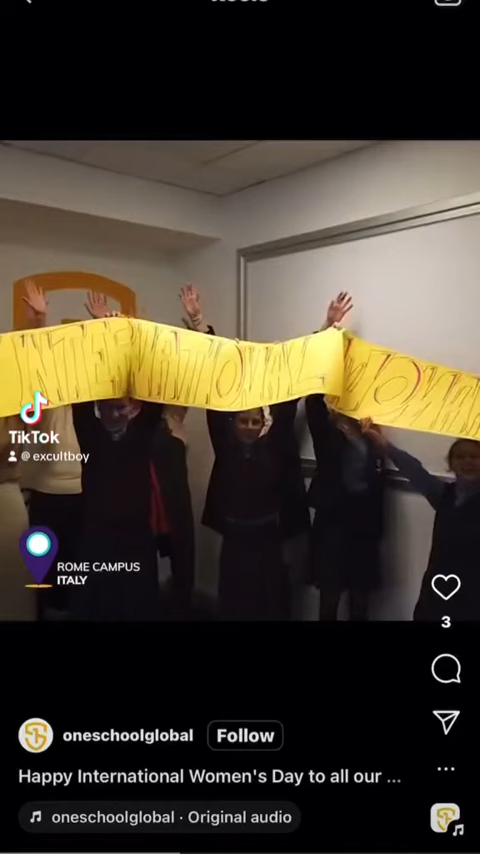 INTERNATIONAL WOMAN
TikTok
@excultboy
ROME CAMPUS
ITALY
3
oneschoolglobal
Follow
Happy International Women's Day to all our ...
oneschoolglobal · Original audio